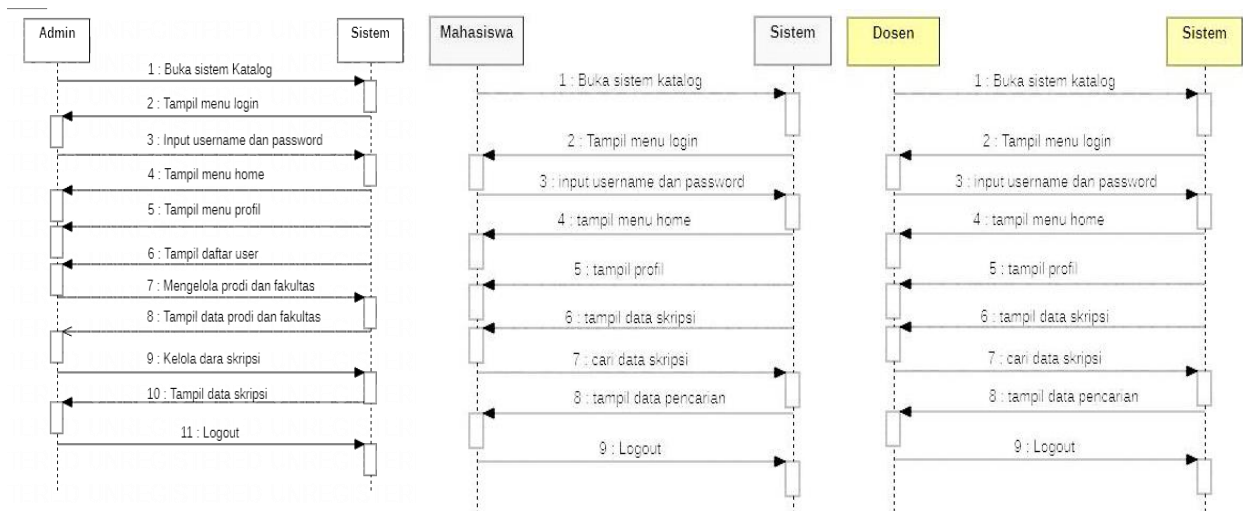 Admin
Sistem
1 : Buka sistem Katalog
2 : Tampil menu login
3 : Input username dan password
4 : Tampil menu home
5 : Tampil menu profil
6 : Tampil daftar user
7 : Mengelola prodi dan fakultas
8 : Tampil data prodi dan fakultas
9 : Kelola dara skripsi
10 : Tampil data skripsi
11 : Logout
Mahasiswa
Sistem
1 : Buka sistem katalog
2 : Tampil menu login
3 : input username dan password
4 : tampil menu home
5 : tampil profil
6 : tampil data skripsi
7 : cari data skripsi
8 : tampil data pencarian
9 : Logout
Dosen
Sistem
1 : Buka sistem katalog
2 : Tampil menu login
3 : input username dan password
4 : tampil menu home
5 : tampil profil
6 : tampil data skripsi
7 : cari data skripsi
8 : tampil data pencarian
9 : Logout